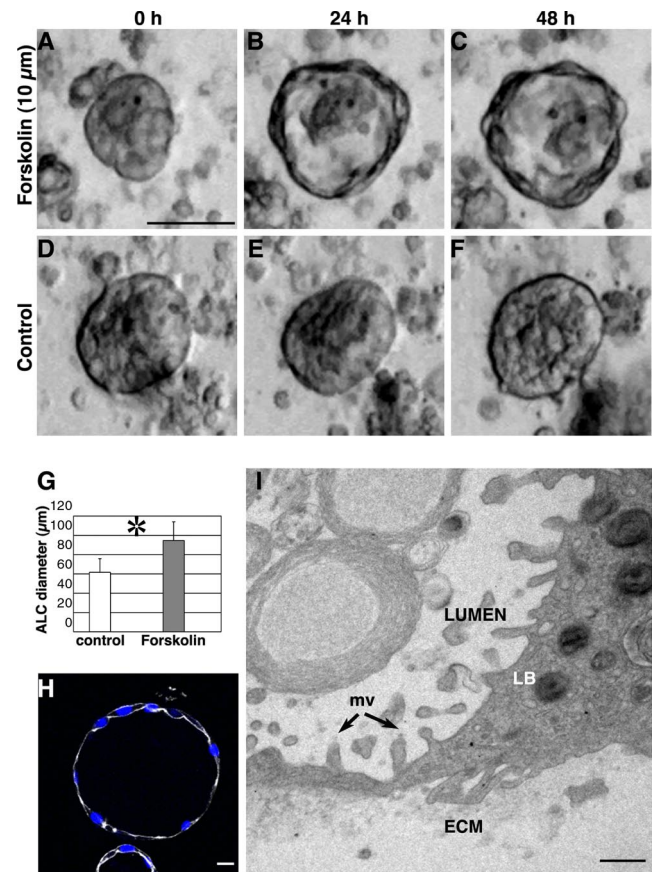 0 h 24 h 48 h
Forskolin (10 µm)
A B C
Control
D E F
G
ALC diameter (µm)
120
100
80
60
40
20
0
*
control Forskolin
H
I
LUMEN
LB
mv
ECM